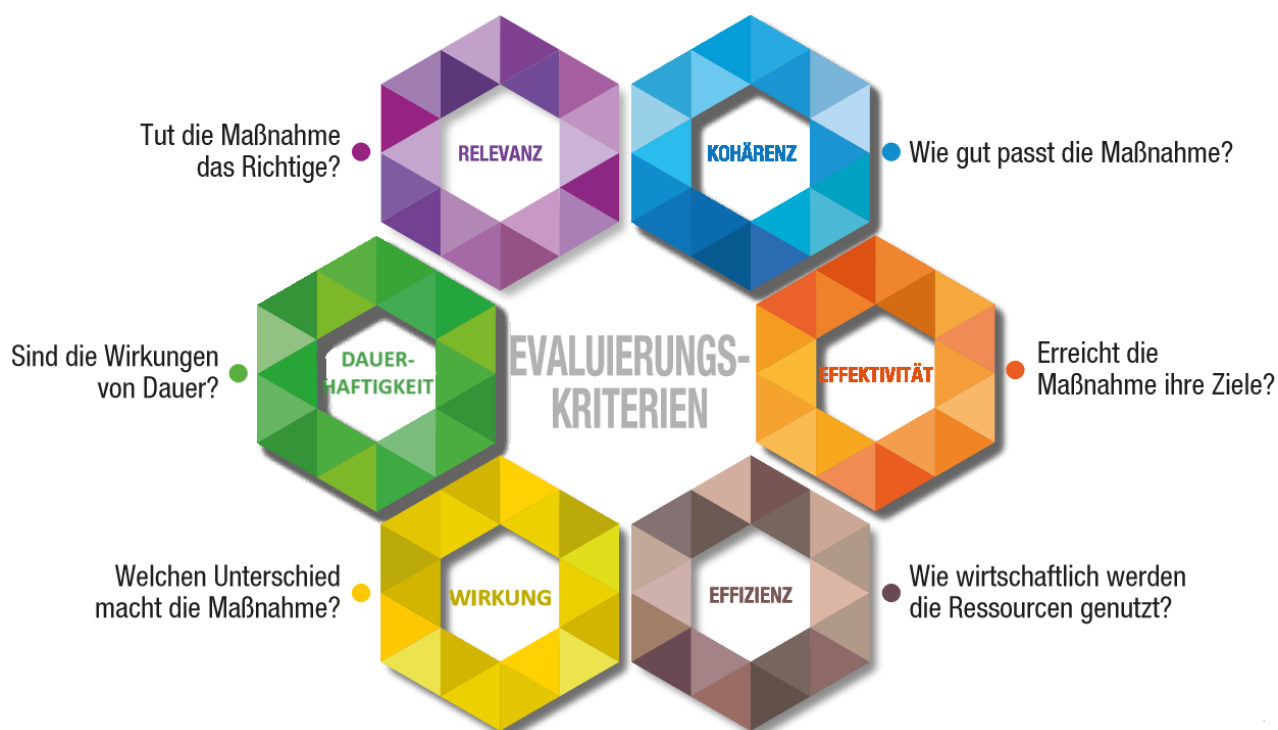 Tut die Maßnahme
das Richtige?
RELEVANZ
KOHÄRENZ
Wie gut passt die Maßnahme?
Sind die Wirkungen
von Dauer?
DAUER-
HAFTIGKEIT
EVALUIERUNGS-
KRITERIEN
EFFEKTIVITÄT
Erreicht die
Maßnahme ihre Ziele?
Welchen Unterschied
macht die Maßnahme?
WIRKUNG
EFFIZIENZ
Wie wirtschaftlich werden
die Ressourcen genutzt?